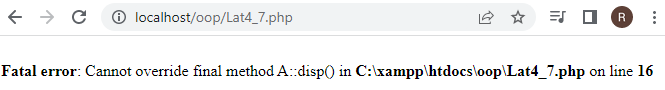 localhost/oop/Lat4_7.php
R
Fatal error: Cannot override final method A::disp() in C:\xampp\htdocs\oop\Lat4_7.php on line 16